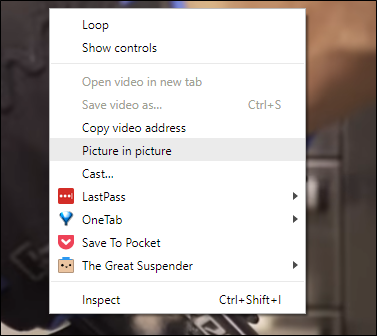 Loop
Show controls
Open video in new tab
Save video as... Ctrl+S
Copy video address
Picture in picture
Cast...
LastPass
OneTab
Save To Pocket
The Great Suspender
Inspect Ctrl+Shift+I